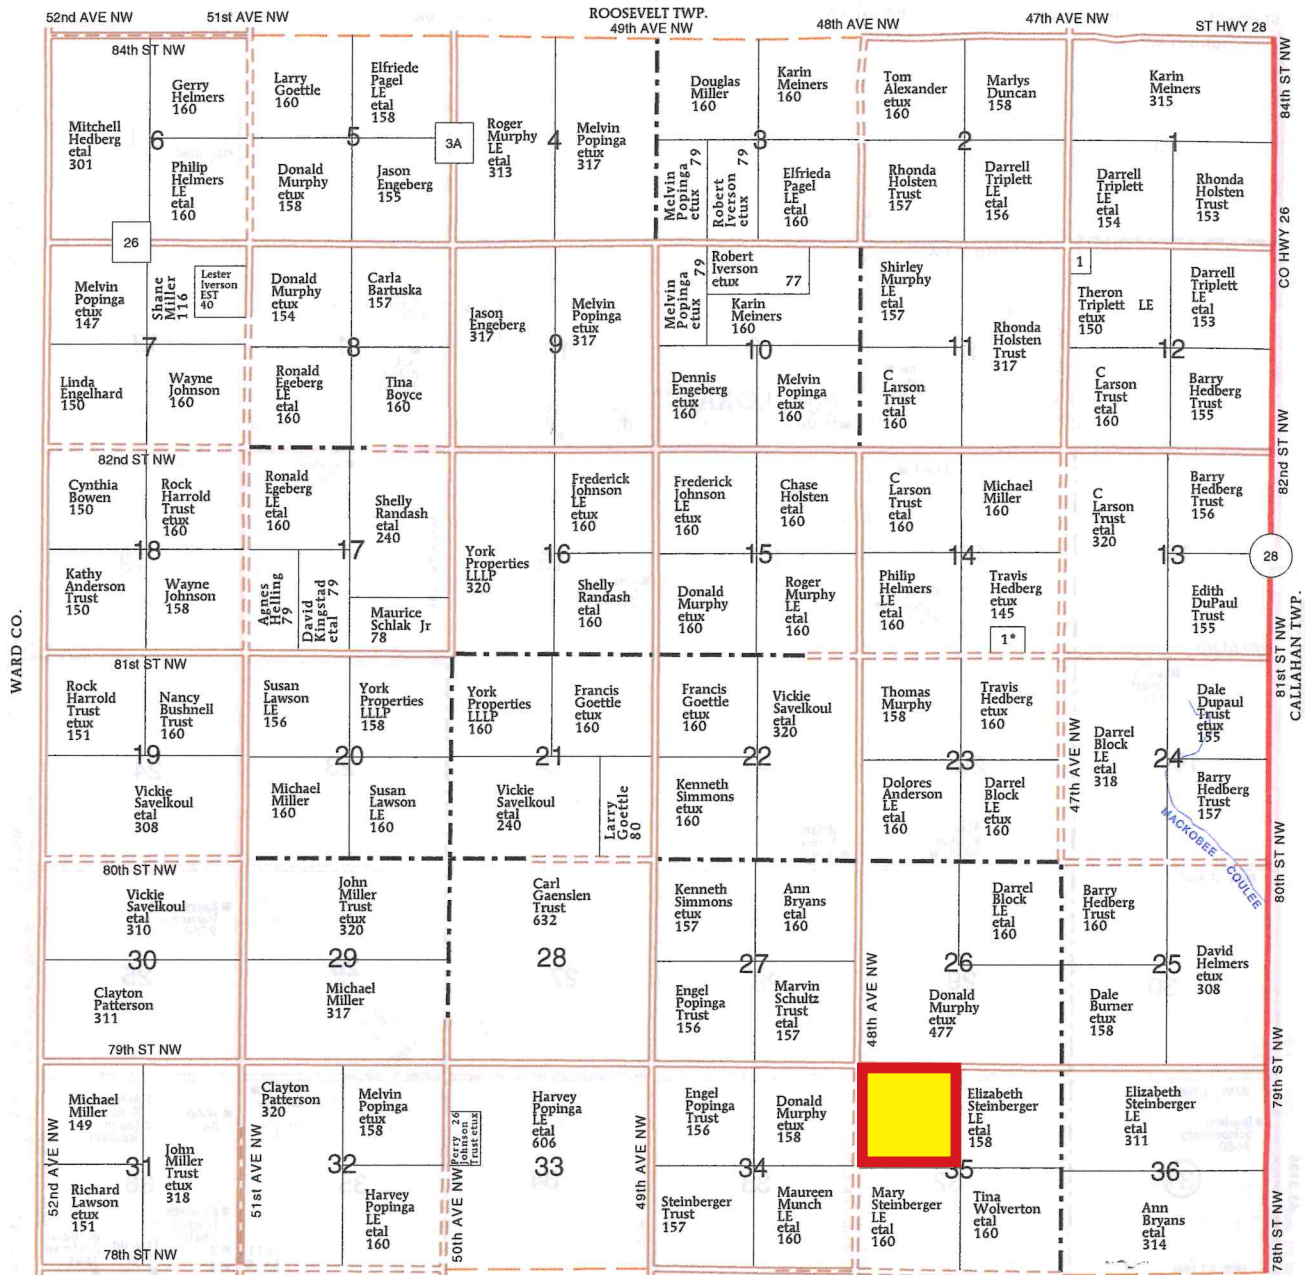 ROOSEVELT TWP.
52nd AVE NW
51st AVE NW
49th AVE NW
48th AVE NW
47th AVE NW
ST HWY 28
84th ST NW
84th ST NW
Mitchell
Hedberg
etal
301
Gerry
Helmers
160
6
Philip
Helmers
LE
etal
160
Larry
Goettle
160
Elfriede
Pagel
LE
etal
158
5
Donald
Murphy
etux
158
Jason
Engeberg
155
3A
Roger
Murphy
LE
etal
313
4
Melvin
Popinga
etux
317
Douglas
Miller
160
Karin
Meiners
160
3
Melvin
Popinga
etux 79
Robert
Iverson
etux 79
Elfrieda
Pagel
LE
etal
160
Tom
Alexander
etux
160
Marlys
Duncan
158
2
Rhonda
Holsten
Trust
157
Darrell
Triplett
LE
etal
156
Karin
Meiners
315
1
Darrell
Triplett
LE
etal
154
Rhonda
Holsten
Trust
153
CO HWY 26
26
Melvin
Popinga
etux
147
Shane
Miller
116
Lester
Iverson
EST
40
7
Linda
Engelhard
150
Wayne
Johnson
160
Donald
Murphy
etux
154
Carla
Bartuska
157
8
Ronald
Egeberg
LE
etal
160
Tina
Boyce
160
Jason
Engeberg
317
9
Melvin
Popinga
etux
317
Melvin
Popinga
etux 79
Robert
Iverson
etux 77
Karin
Meiners
160
10
Dennis
Engeberg
etux
160
Melvin
Popinga
etux
160
Shirley
Murphy
LE
etal
157
11
Rhonda
Holsten
Trust
317
C
Larson
Trust
etal
160
1
Theron
Triplett LE
etux
150
Darrell
Triplett
LE
etal
153
12
C
Larson
Trust
etal
160
Barry
Hedberg
Trust
155
82nd ST NW
82nd ST NW
Cynthia
Bowen
150
Rock
Harrold
Trust
etux
160
18
Kathy
Anderson
Trust
150
Wayne
Johnson
158
Ronald
Egeberg
LE
etal
160
Shelly
Randash
etal
240
17
Agnes
Helling
79
David
Kingstad
etal 79
Maurice
Schlak Jr
78
York
Properties
LLLP
320
Frederick
Johnson
LE
etux
160
16
Shelly
Randash
etal
160
Frederick
Johnson
LE
etux
160
Chase
Holsten
etal
160
15
Donald
Murphy
etux
160
Roger
Murphy
LE
etal
160
C
Larson
Trust
etal
160
Michael
Miller
160
14
Philip
Helmers
LE
etal
160
Travis
Hedberg
etux
145
1*
C
Larson
Trust
etal
320
Barry
Hedberg
Trust
156
13
28
Edith
DuPaul
Trust
155
WARD CO.
CALLAHAN TWP.
81st ST NW
81st ST NW
Rock
Harrold
Trust
etux
151
Nancy
Bushnell
Trust
160
19
Vickie
Savelkoul
etal
308
Susan
Lawson
LE
156
York
Properties
LLLP
158
20
Michael
Miller
160
Susan
Lawson
LE
160
York
Properties
LLLP
160
Francis
Goettle
etux
160
21
Vickie
Savelkoul
etal
240
Larry
Goettle
80
Francis
Goettle
etux
160
Vickie
Savelkoul
etal
320
22
Kenneth
Simmons
etux
160
Thomas
Murphy
158
Travis
Hedberg
etux
160
23
Dolores
Anderson
LE
etal
160
Darrel
Block
LE
etux
160
47th AVE NW
Darrel
Block
LE
etal
318
Dale
Dupaul
Trust
etux
155
24
Barry
Hedberg
Trust
157
MACKOBEE COULEE
80th ST NW
80th ST NW
Vickie
Savelkoul
etal
310
30
Clayton
Patterson
311
John
Miller
Trust
etux
320
29
Michael
Miller
317
Carl
Gaenslen
Trust
632
28
Kenneth
Simmons
etux
157
Ann
Bryans
etal
160
27
Engel
Popinga
Trust
156
Marvin
Schultz
Trust
etal
157
48th AVE NW
Darrel
Block
LE
etal
160
26
Donald
Murphy
etux
477
Barry
Hedberg
Trust
160
25
David
Helmers
etux
308
Dale
Burner
etux
158
79th ST NW
79th ST NW
52nd AVE NW
Michael
Miller
149
31
John
Miller
Trust
etux
318
Richard
Lawson
etux
151
51st AVE NW
Clayton
Patterson
320
Melvin
Popinga
etux
158
32
Harvey
Popinga
LE
etal
160
50th AVE NW
Perry 26
Johnson
Trust etux
Harvey
Popinga
LE
etal
606
33
49th AVE NW
Engel
Popinga
Trust
156
Donald
Murphy
etux
158
34
Steinberger
Trust
157
Maureen
Munch
LE
etal
160
Elizabeth
Steinberger
LE
etal
158
35
Mary
Steinberger
LE
etal
160
Tina
Wolverton
etal
160
Elizabeth
Steinberger
LE
etal
311
36
Ann
Bryans
etal
314
78th ST NW
78th ST NW